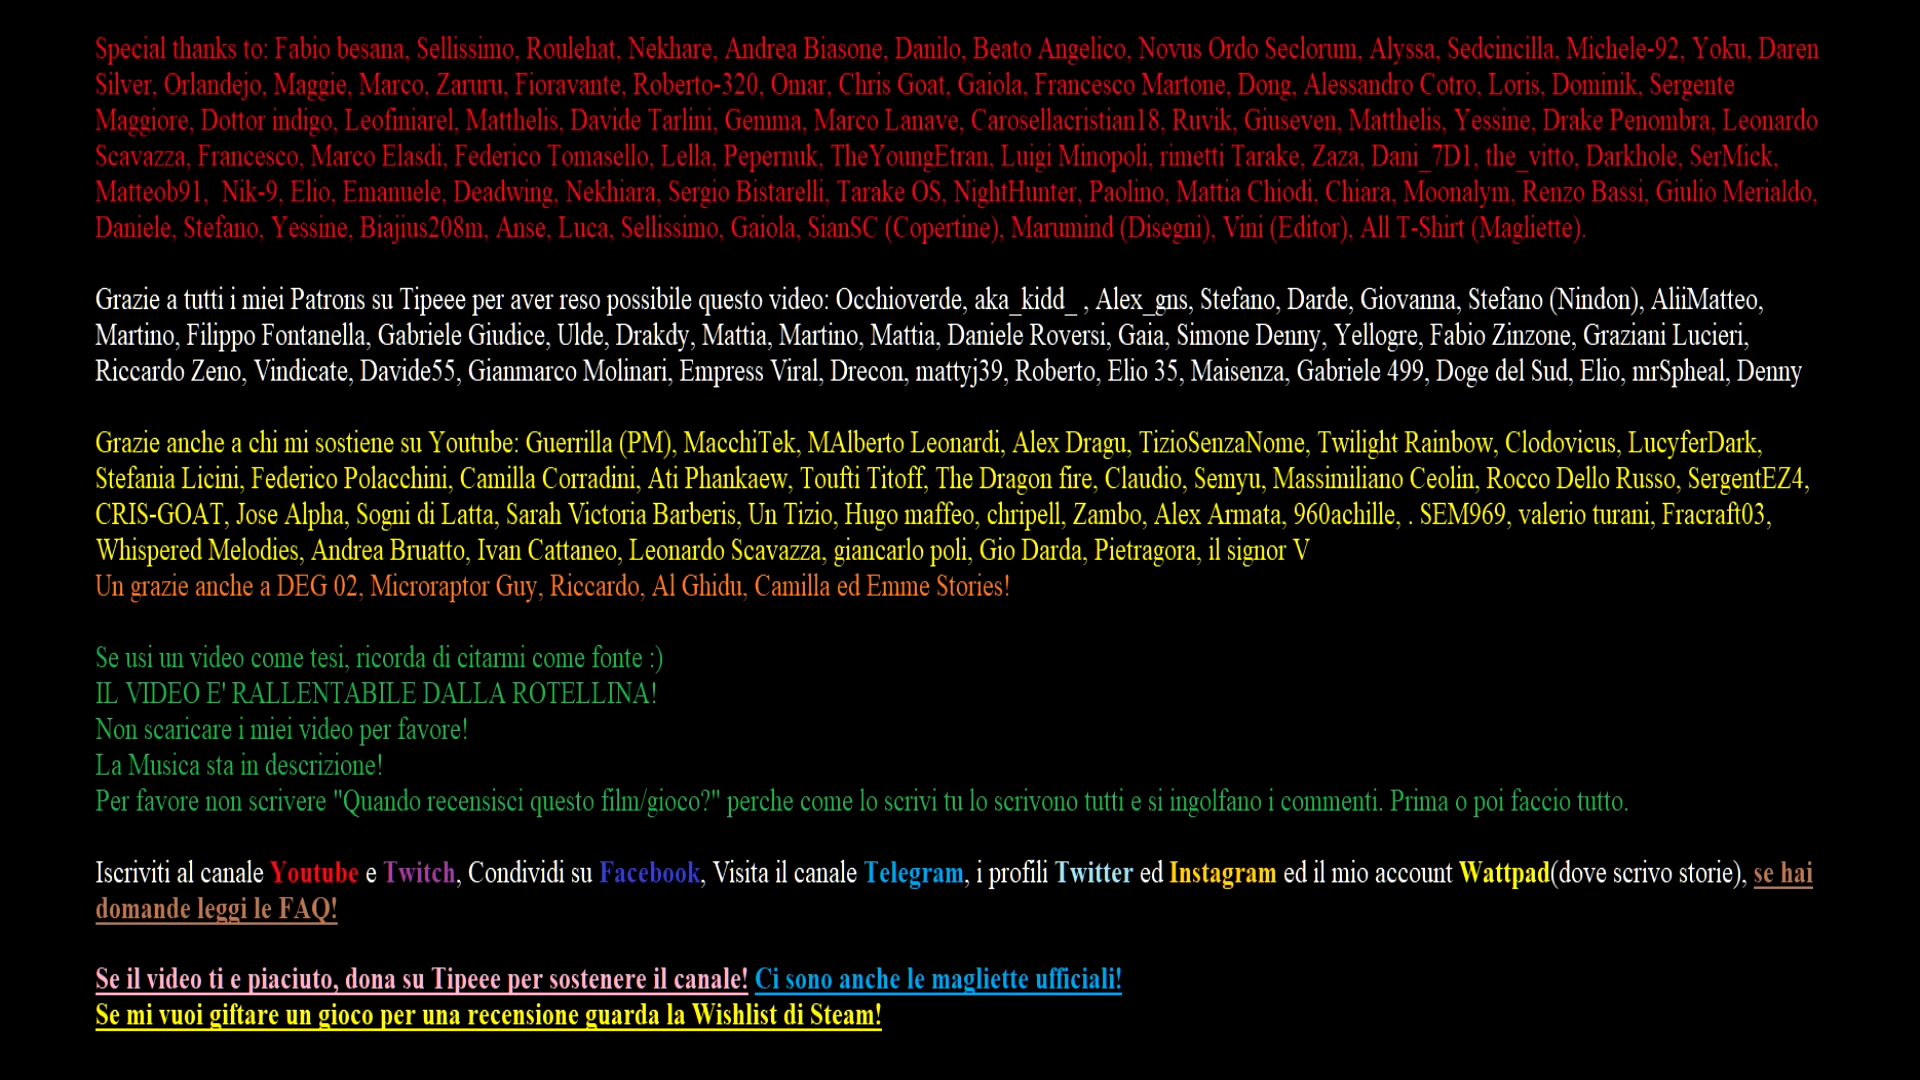 Special thanks to: Fabio besana, Sellissimo, Roulehat, Nekhare, Andrea Biasone, Danilo, Beato Angelico, Novus Ordo Seclorum, Alyssa, Sedcincilla, Michele-92, Yoku, Daren
Silver, Orlandejo, Maggie, Marco, Zaruru, Fioravante, Roberto-320, Omar, Chris Goat, Gaiola, Francesco Martone, Dong, Alessandro Cotro, Loris, Dominik, Sergente
Maggiore, Dottor indigo, Leofiniarel, Matthelis, Davide Tarlini, Gemma, Marco Lanave, Carosellacristian18, Ruvik, Giuseven, Matthelis, Yessine, Drake Penombra, Leonardo
Scavazza, Francesco, Marco Elasdi, Federico Tomasello, Lella, Pepernuk, TheYoungEtran, Luigi Minopoli, rimetti Tarake, Zaza, Dani_7D1, the_vitto, Darkhole, SerMick,
Matteob91,  Nik-9, Elio, Emanuele, Deadwing, Nekhiara, Sergio Bistarelli, Tarake OS, NightHunter, Paolino, Mattia Chiodi, Chiara, Moonalym, Renzo Bassi, Giulio Merialdo,
Daniele, Stefano, Yessine, Biajius208m, Anse, Luca, Sellissimo, Gaiola, SianSC (Copertine), Marumind (Disegni), Vini (Editor), All T-Shirt (Magliette).
Grazie a tutti i miei Patrons su Tipeee per aver reso possibile questo video: Occhioverde, aka_kidd_ , Alex_gns, Stefano, Darde, Giovanna, Stefano (Nindon), AliiMatteo,
Martino, Filippo Fontanella, Gabriele Giudice, Ulde, Drakdy, Mattia, Martino, Mattia, Daniele Roversi, Gaia, Simone Denny, Yellogre, Fabio Zinzone, Graziani Lucieri,
Riccardo Zeno, Vindicate, Davide55, Gianmarco Molinari, Empress Viral, Drecon, mattyj39, Roberto, Elio 35, Maisenza, Gabriele 499, Doge del Sud, Elio, mrSpheal, Denny
Grazie anche a chi mi sostiene su Youtube: Guerrilla (PM), MacchiTek, MAlberto Leonardi, Alex Dragu, TizioSenzaNome, Twilight Rainbow, Clodovicus, LucyferDark,
Stefania Licini, Federico Polacchini, Camilla Corradini, Ati Phankaew, Toufti Titoff, The Dragon fire, Claudio, Semyu, Massimiliano Ceolin, Rocco Dello Russo, SergentEZ4,
CRIS-GOAT, Jose Alpha, Sogni di Latta, Sarah Victoria Barberis, Un Tizio, Hugo maffeo, chripell, Zambo, Alex Armata, 960achille, . SEM969, valerio turani, Fracraft03,
Whispered Melodies, Andrea Bruatto, Ivan Cattaneo, Leonardo Scavazza, giancarlo poli, Gio Darda, Pietragora, il signor V
Un grazie anche a DEG 02, Microraptor Guy, Riccardo, Al Ghidu, Camilla ed Emme Stories!
Se usi un video come tesi, ricorda di citarmi come fonte :)
IL VIDEO E' RALLENTABILE DALLA ROTELLINA!
Non scaricare i miei video per favore!
La Musica sta in descrizione!
Per favore non scrivere "Quando recensisci questo film/gioco?" perche come lo scrivi tu lo scrivono tutti e si ingolfano i commenti. Prima o poi faccio tutto.
Iscriviti al canale Youtube e Twitch, Condividi su Facebook, Visita il canale Telegram, i profili Twitter ed Instagram ed il mio account Wattpad(dove scrivo storie), se hai
domande leggi le FAQ!
Se il video ti e piaciuto, dona su Tipeee per sostenere il canale! Ci sono anche le magliette ufficiali!
Se mi vuoi giftare un gioco per una recensione guarda la Wishlist di Steam!